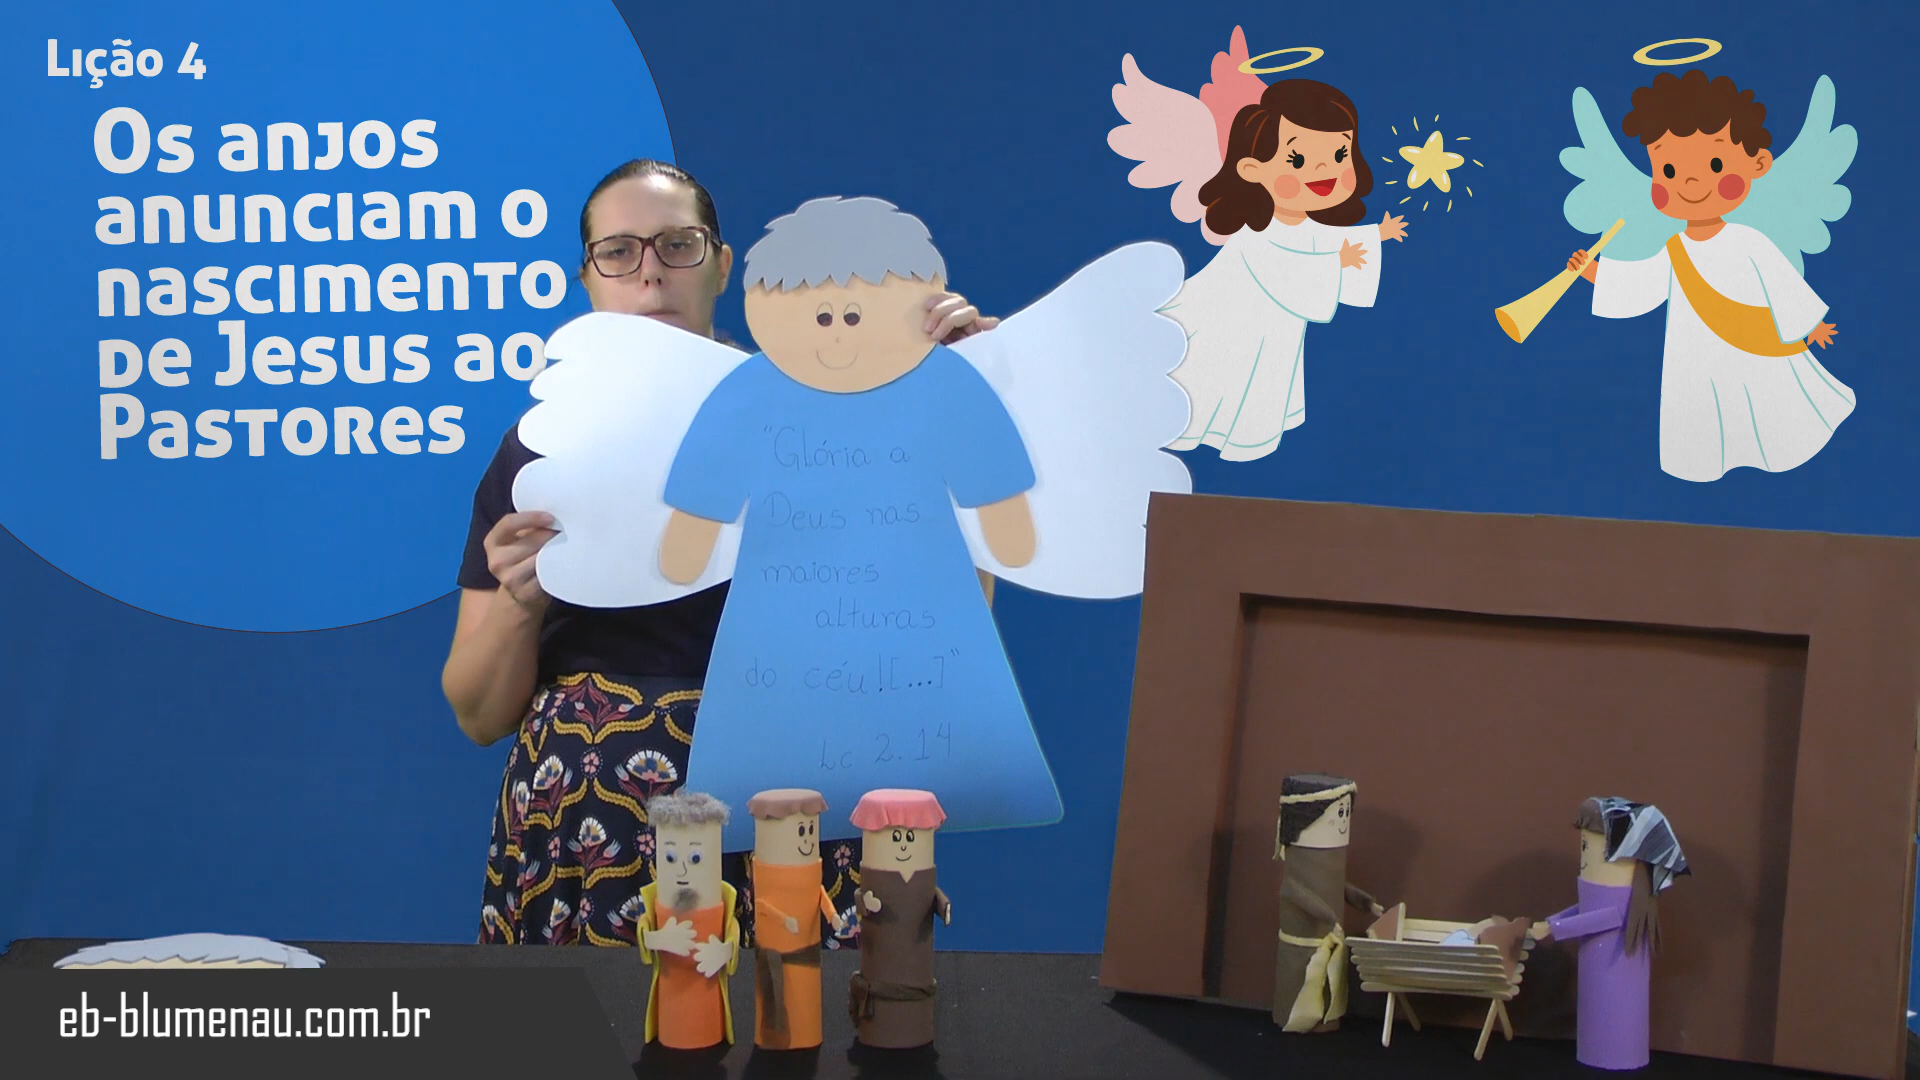 Lição 4
Os anjos
anunciam o
nascimento
de Jesus ao
Pastores
"Glória a
Deus nas
maiores
alturas
do céu![...]"
Lc 2.14
eb-blumenau.com.br